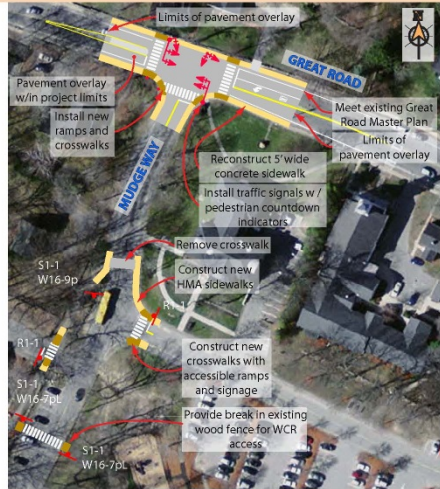 Limits of pavement overlay
GREAT ROAD
Pavement overlay
w/in project limits
Install new
ramps and
crosswalks
Meet existing Great
Road Master Plan
Limits of
pavement overlay
MUDGE WAY
Reconstruct 5' wide
concrete sidewalk
Install traffic signals w/
pedestrian countdown
indicators
Remove crosswalk
S1-1
W16-9p
Construct new
HMA sidewalks
R1-1
R1-1
Construct new
crosswalks with
accessible ramps
and signage
S1-1
W16-7pL
Provide break in existing
wood fence for WCR
access
S1-1
W16-7pL